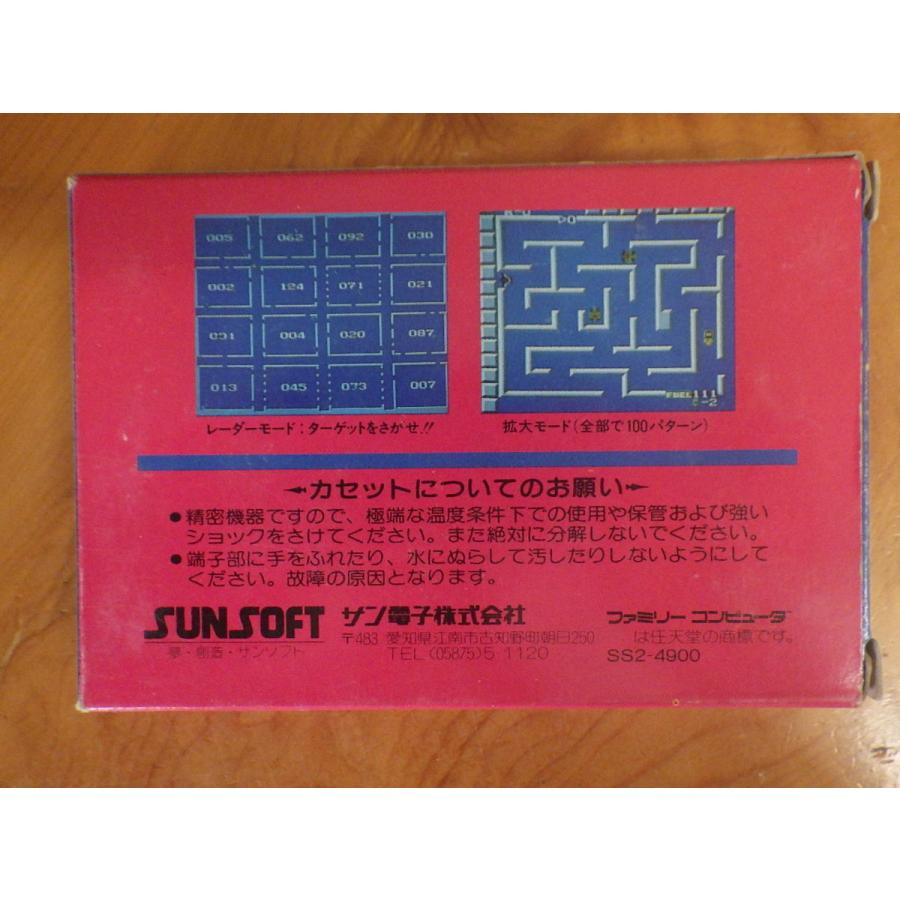 005 062 092 030
002 124 071 021
031 004 020 087
013 045 073 007
FUEL111
C-2
レーダーモード:ターゲットをさがせ!!
拡大モード(全部で100パターン)
カセットについてのお願い
●精密機器ですので、極端な温度条件下での使用や保管および強い
ショックをさけてください。また絶対に分解しないでください。
●端子部に手をふれたり、水にぬらして汚したりしないようにして
ください。故障の原因となります。
SUNSOFT
夢・創造・サンソフト
サン電子株式会社
〒483 愛知県江南市古知野町朝日250
TEL(05875)5-1120
ファミリーコンピュータ
は任天堂の商標です。
SS2-4900